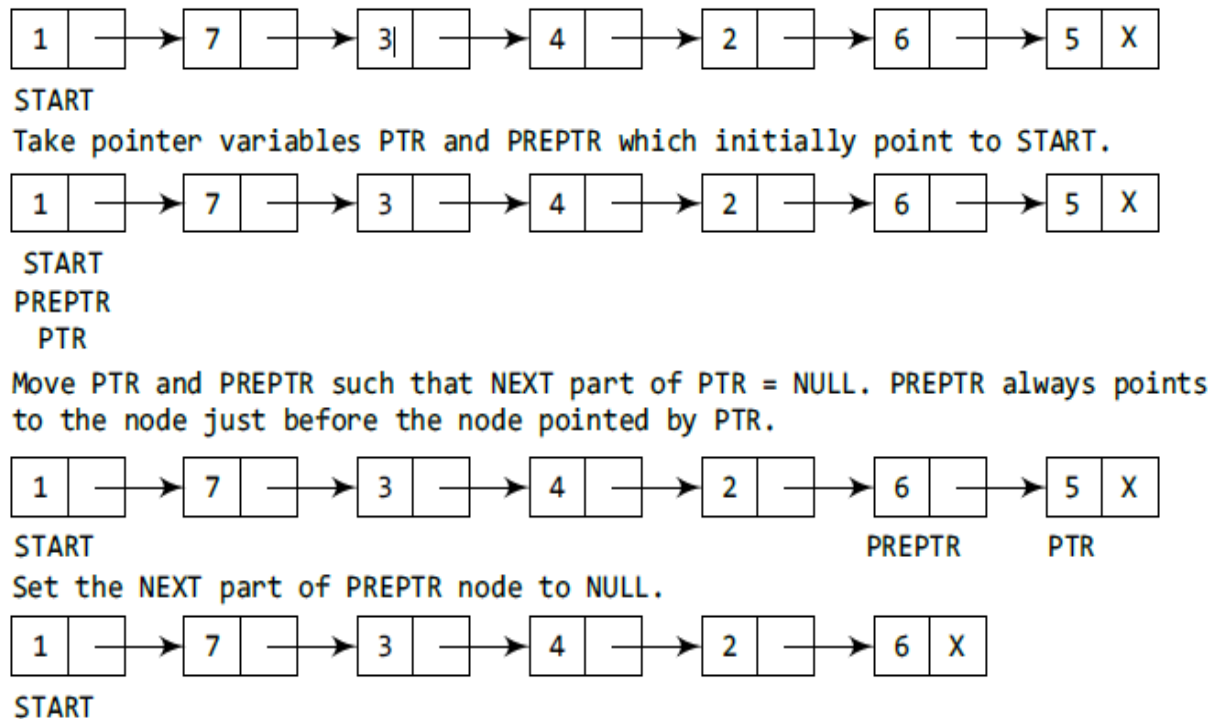 1 7 3 4 2 6 5 X
START
Take pointer variables PTR and PREPTR which initially point to START.
1 7 3 4 2 6 5 X
START
PREPTR
PTR
Move PTR and PREPTR such that NEXT part of PTR = NULL. PREPTR always points
to the node just before the node pointed by PTR.
1 7 3 4 2 6 5 X
START PREPTR PTR
Set the NEXT part of PREPTR node to NULL.
1 7 3 4 2 6 X
START